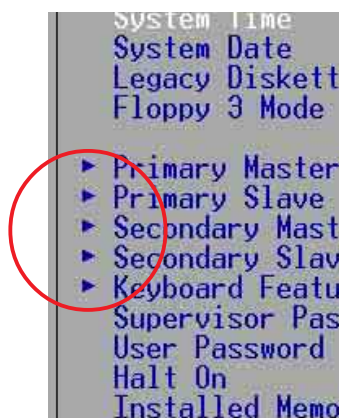 System Time
System Date
Legacy Diskett
Floppy 3 Mode
Primary Master
Primary Slave
Secondary Mast
Secondary Slav
Keyboard Featu
Supervisor Pas
User Password
Halt On
Installed Memo